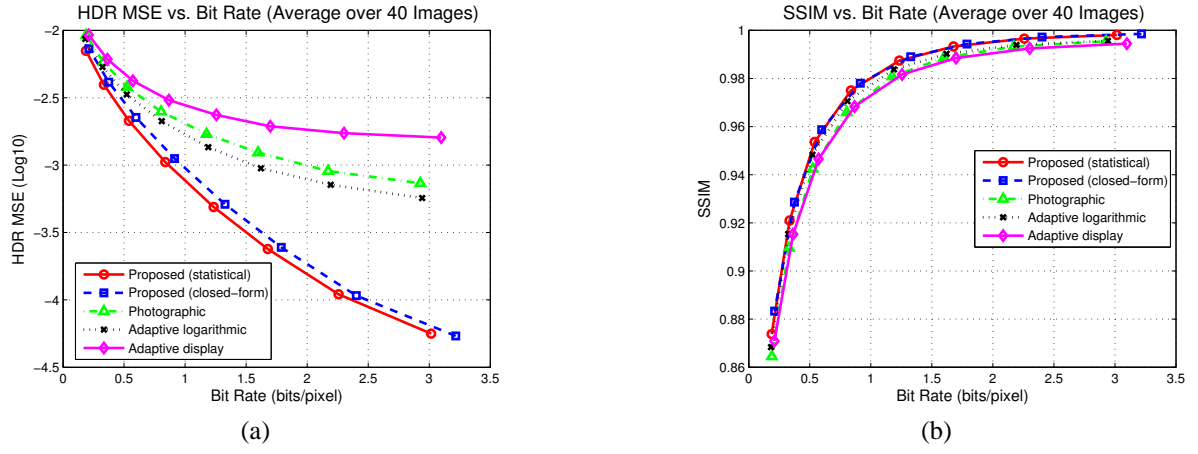 HDR MSE vs. Bit Rate (Average over 40 Images)
HDR MSE (Log10)
−2
−2.5
−3
−3.5
−4
−4.5
Proposed (statistical)
Proposed (closed−form)
Photographic
Adaptive logarithmic
Adaptive display
0 0.5 1 1.5 2 2.5 3 3.5
Bit Rate (bits/pixel)
(a)
SSIM vs. Bit Rate (Average over 40 Images)
SSIM
1
0.98
0.96
0.94
0.92
0.9
0.88
0.86
Proposed (statistical)
Proposed (closed−form)
Photographic
Adaptive logarithmic
Adaptive display
0 0.5 1 1.5 2 2.5 3 3.5
Bit Rate (bits/pixel)
(b)